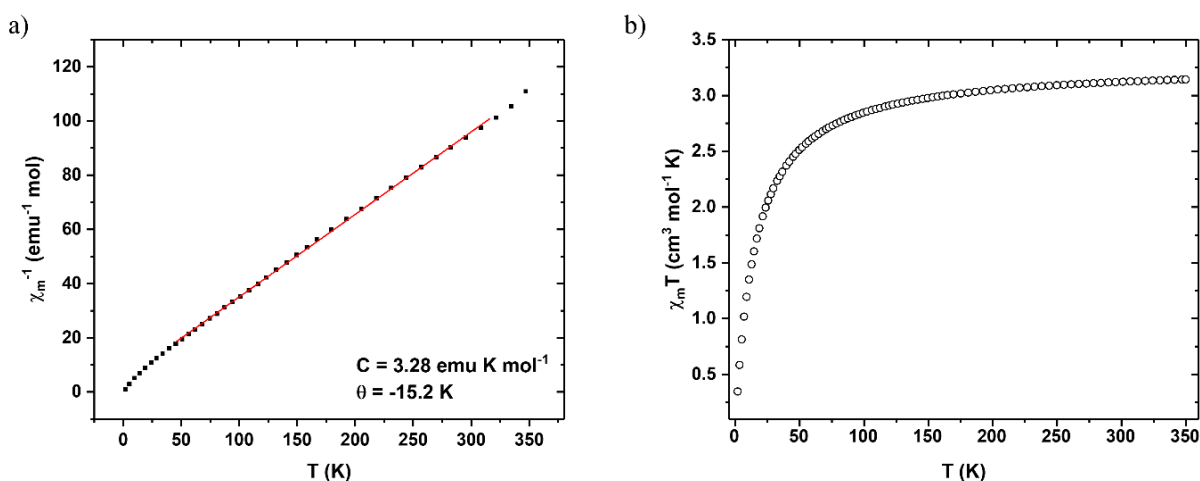 a)
120
100
80
60
40
20
0
χₘ⁻¹ (emu⁻¹ mol)
C = 3.28 emu K mol⁻¹
θ = -15.2 K
0 50 100 150 200 250 300 350
T (K)
b)
3.5
3.0
2.5
2.0
1.5
1.0
0.5
χₘT (cm³ mol⁻¹ K)
0 50 100 150 200 250 300 350
T (K)